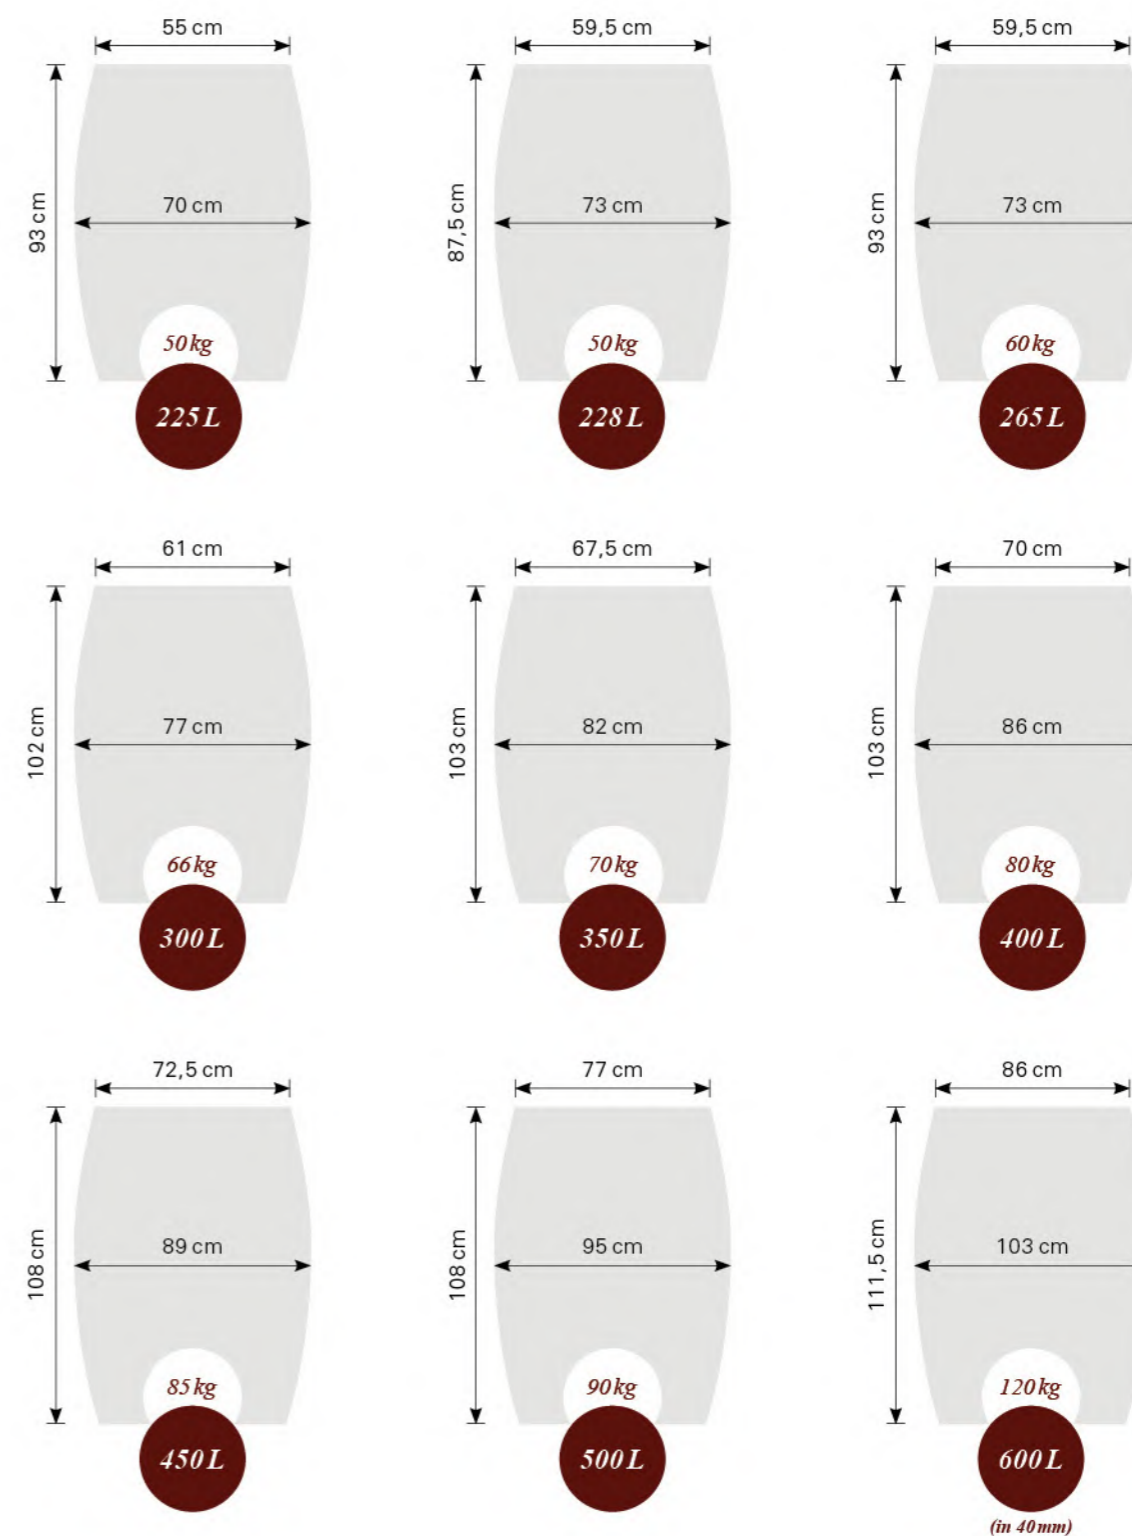 55 cm
59,5 cm
59,5 cm
93 cm
70 cm
87,5 cm
73 cm
93 cm
73 cm
50 kg
50 kg
60 kg
225 L
228 L
265 L
61 cm
67,5 cm
70 cm
102 cm
77 cm
103 cm
82 cm
103 cm
86 cm
66 kg
70 kg
80 kg
300 L
350 L
400 L
72,5 cm
77 cm
86 cm
108 cm
89 cm
108 cm
95 cm
111,5 cm
103 cm
85 kg
90 kg
120 kg
450 L
500 L
600 L
(in 40 mm)